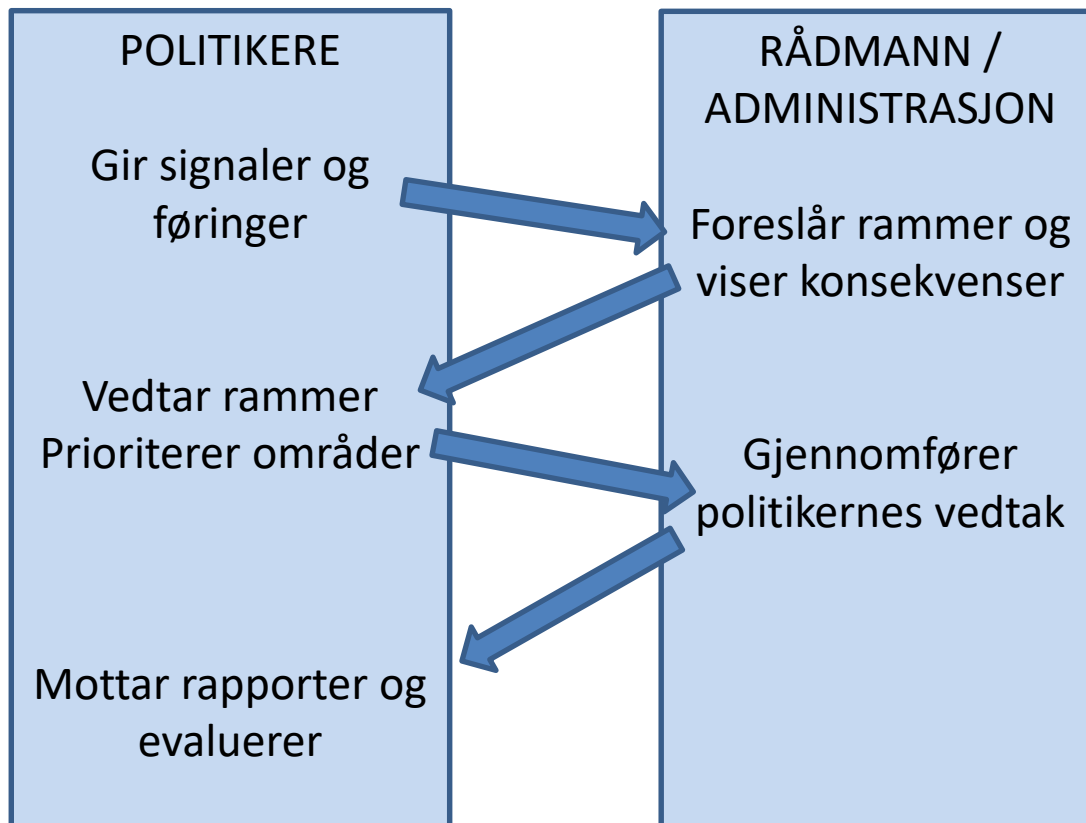 POLITIKERE
Gir signaler og
føringer
Vedtar rammer
Prioriterer områder
Mottar rapporter og
evaluerer
RÅDMANN /
ADMINISTRASJON
Foreslår rammer og
viser konsekvenser
Gjennomfører
politikernes vedtak